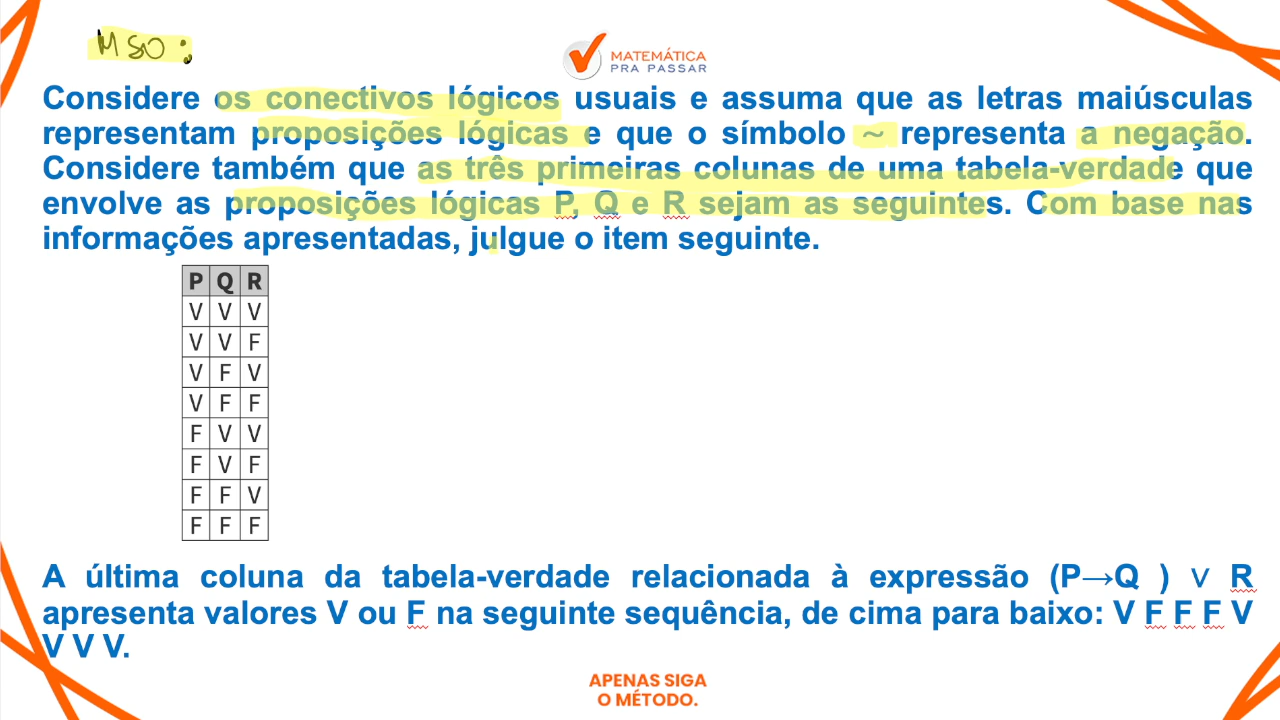 MSO:
MATEMÁTICA
PRA PASSAR
Considere os conectivos lógicos usuais e assuma que as letras maiúsculas
representam proposições lógicas e que o símbolo ~ representa a negação.
Considere também que as três primeiras colunas de uma tabela-verdade que
envolve as proposições lógicas P, Q e R sejam as seguintes. Com base nas
informações apresentadas, julgue o item seguinte.
P Q R
V V V
V V F
V F V
V F F
F V V
F V F
F F V
F F F
A última coluna da tabela-verdade relacionada à expressão (P→Q ) ∨ R
apresenta valores V ou F na seguinte sequência, de cima para baixo: V F F F V
V V V.
APENAS SIGA
O MÉTODO.